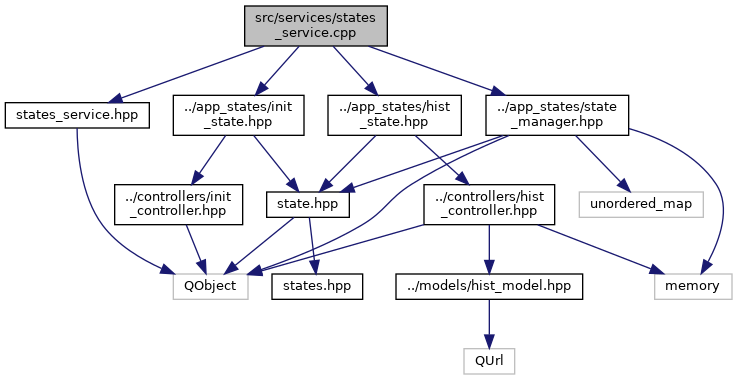 src/services/states
_service.cpp
states_service.hpp
../app_states/init
_state.hpp
../app_states/hist
_state.hpp
../app_states/state
_manager.hpp
../controllers/init
_controller.hpp
state.hpp
../controllers/hist
_controller.hpp
unordered_map
QObject
states.hpp
../models/hist_model.hpp
memory
QUrl